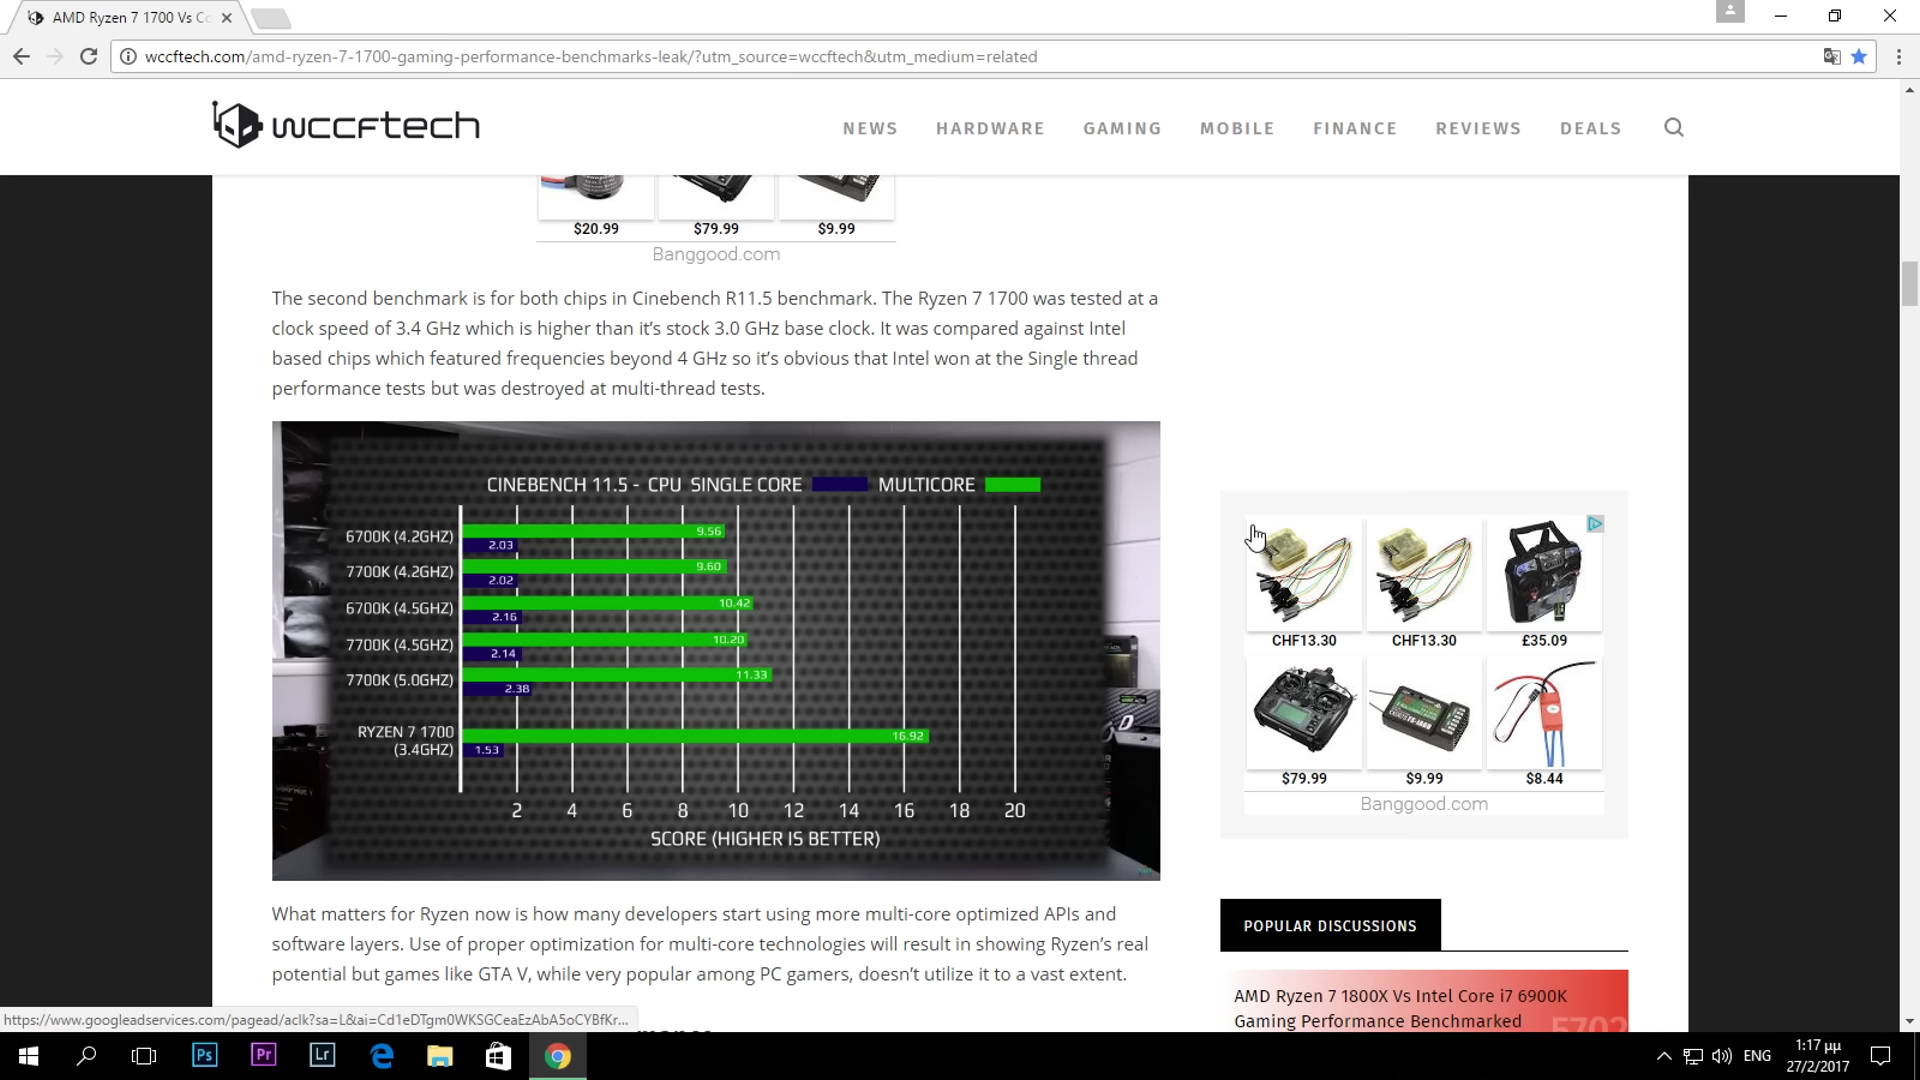 AMD Ryzen 7 1700 Vs Co
wccftech.com/amd-ryzen-7-1700-gaming-performance-benchmarks-leak/?utm_source=wccftech&utm_medium=related
wccftech
NEWS HARDWARE GAMING MOBILE FINANCE REVIEWS DEALS
$20.99 $79.99 $9.99
Banggood.com
The second benchmark is for both chips in Cinebench R11.5 benchmark. The Ryzen 7 1700 was tested at a
clock speed of 3.4 GHz which is higher than it's stock 3.0 GHz base clock. It was compared against Intel
based chips which featured frequencies beyond 4 GHz so it's obvious that Intel won at the Single thread
performance tests but was destroyed at multi-thread tests.
CINEBENCH 11.5 - CPU SINGLE CORE MULTICORE
6700K (4.2GHZ) 9.56
2.03
7700K (4.2GHZ) 9.60
2.02
6700K (4.5GHZ) 10.42
2.16
7700K (4.5GHZ) 10.20
2.14
7700K (5.0GHZ) 11.33
2.38
RYZEN 7 1700 16.92
(3.4GHZ) 1.53
2 4 6 8 10 12 14 16 18 20
SCORE (HIGHER IS BETTER)
CHF13.30 CHF13.30 £35.09
$79.99 $9.99 $8.44
Banggood.com
What matters for Ryzen now is how many developers start using more multi-core optimized APIs and
software layers. Use of proper optimization for multi-core technologies will result in showing Ryzen's real
potential but games like GTA V, while very popular among PC gamers, doesn't utilize it to a vast extent.
POPULAR DISCUSSIONS
AMD Ryzen 7 1800X Vs Intel Core i7 6900K
Gaming Performance Benchmarked
5702
https://www.googleadservices.com/pagead/aclk?sa=L&ai=Cd1eDTgm0WKSGCeaEzAbA5oCYBfKr...
Ps Pr Lr
ENG
1:17 μμ
27/2/2017